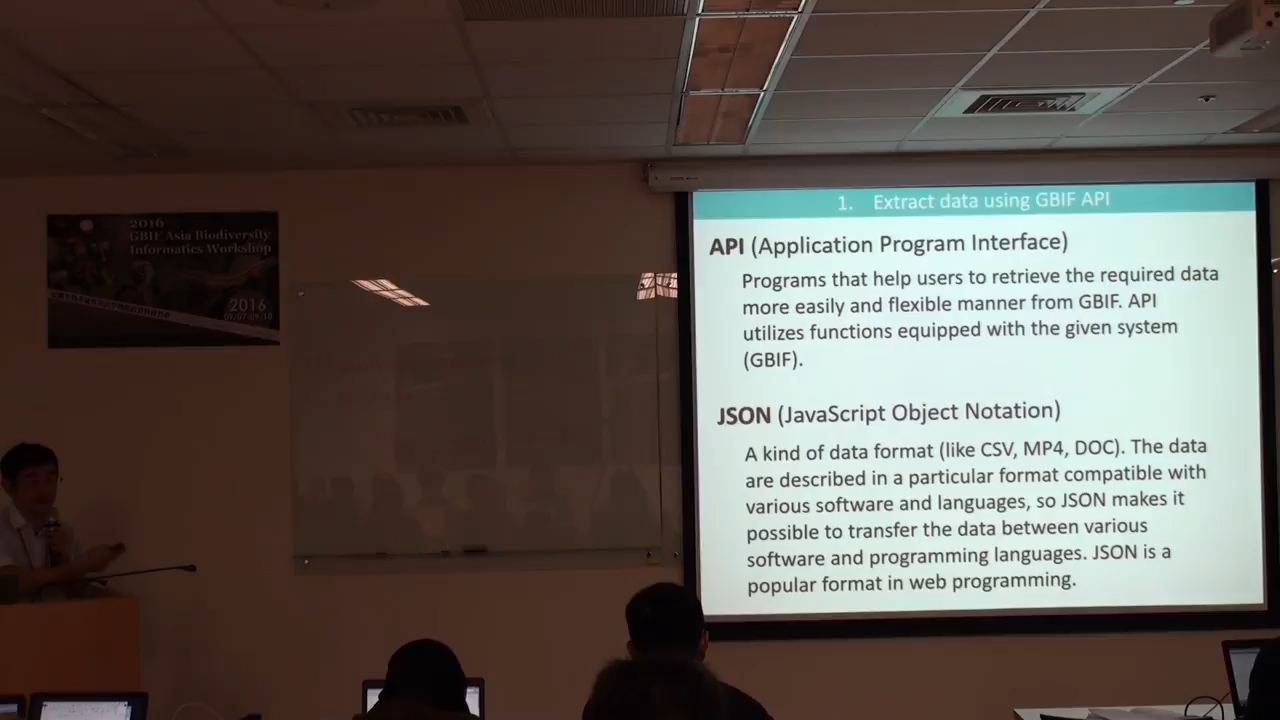 2016
GBIF Asia Biodiversity
Informatics Workshop
2016
1. Extract data using GBIF API
API (Application Program Interface)
Programs that help users to retrieve the required data
more easily and flexible manner from GBIF. API
utilizes functions equipped with the given system
(GBIF).
JSON (JavaScript Object Notation)
A kind of data format (like CSV, MP4, DOC). The data
are described in a particular format compatible with
various software and languages, so JSON makes it
possible to transfer the data between various
software and programming languages. JSON is a
popular format in web programming.